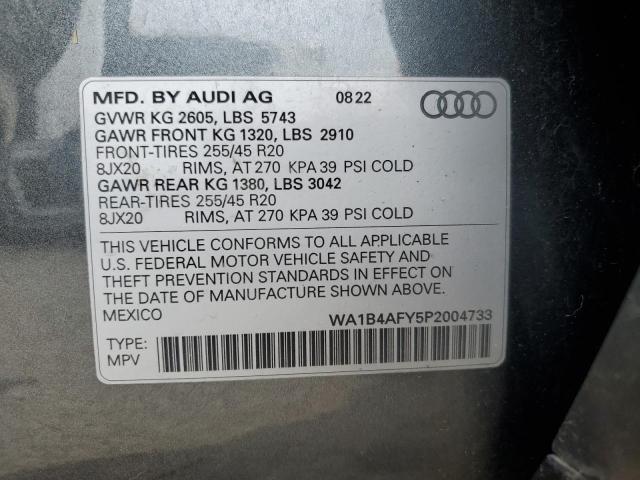 MFD. BY AUDI AG 08 22
GVWR KG 2605, LBS 5743
GAWR FRONT KG 1320, LBS 2910
FRONT-TIRES 255/45 R20
8JX20 RIMS, AT 270 KPA 39 PSI COLD
GAWR REAR KG 1380, LBS 3042
REAR-TIRES 255/45 R20
8JX20 RIMS, AT 270 KPA 39 PSI COLD
THIS VEHICLE CONFORMS TO ALL APPLICABLE
U.S. FEDERAL MOTOR VEHICLE SAFETY AND
THEFT PREVENTION STANDARDS IN EFFECT ON
THE DATE OF MANUFACTURE SHOWN ABOVE.
MEXICO WA1B4AFY5P2004733
TYPE:
MPV